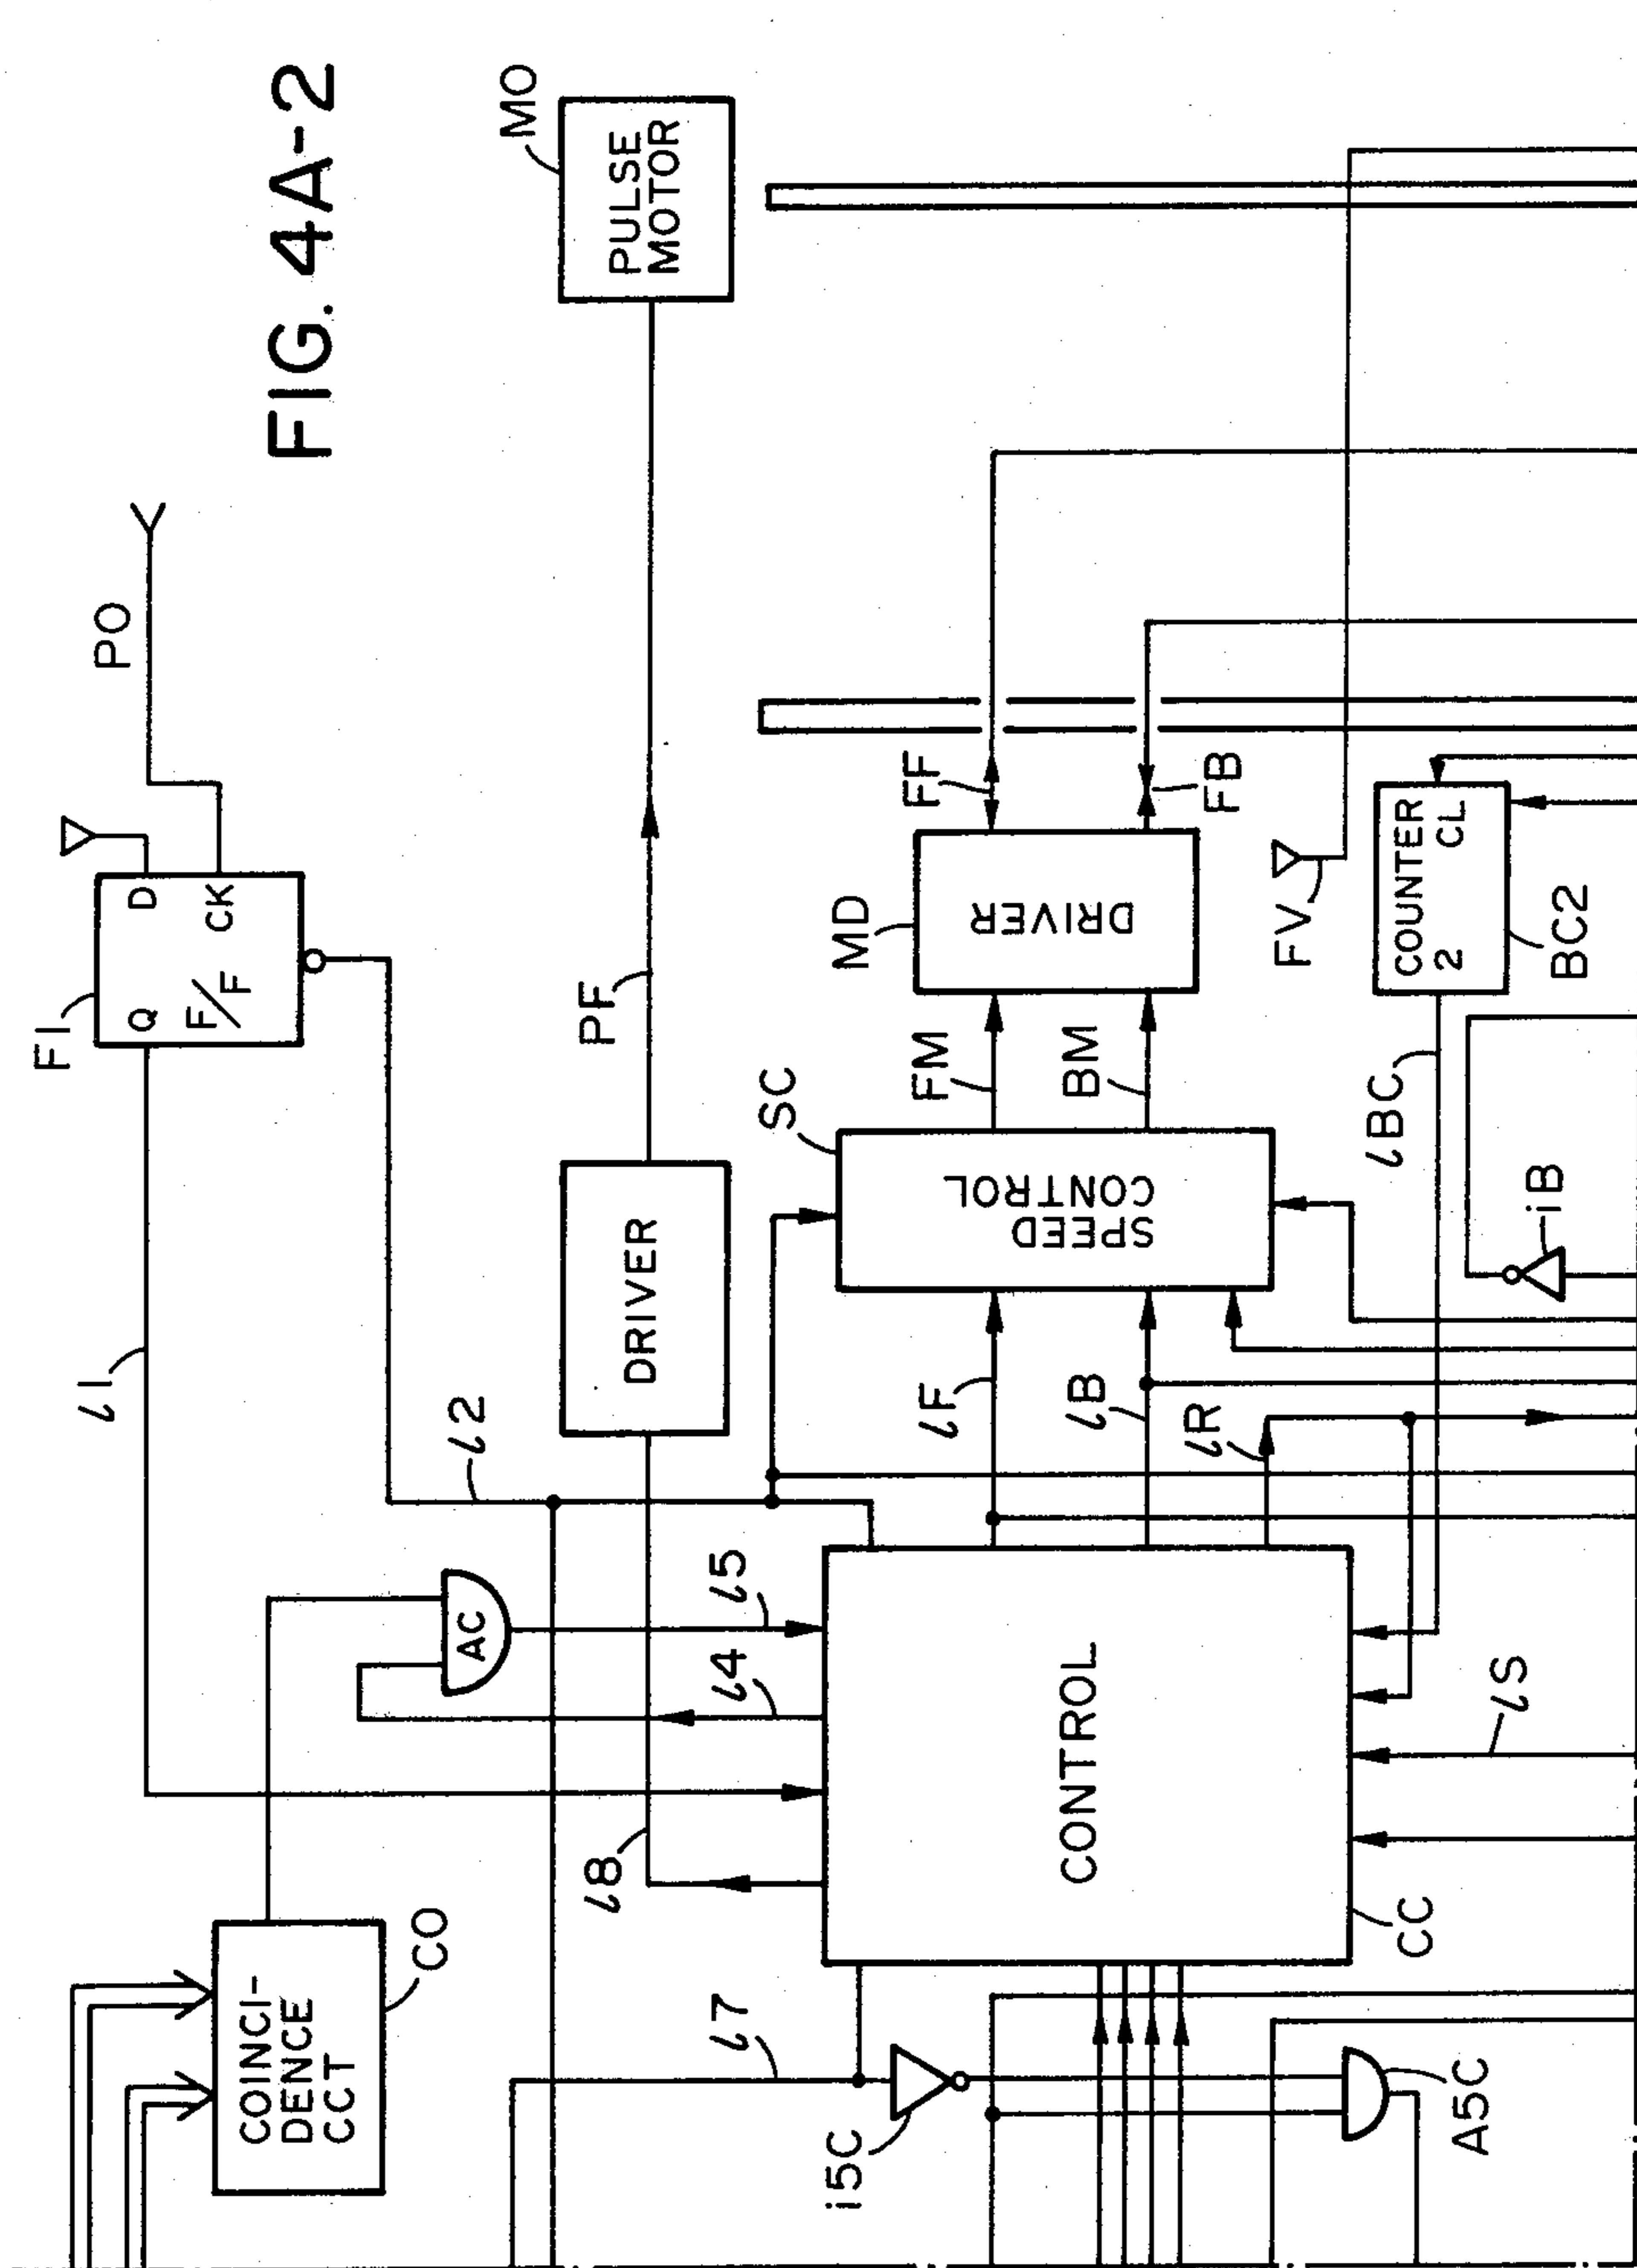 FIG. 4A-2
PO
F1
Q
D
F/F
CK
ℓ1
ℓ2
COINCI-
DENCE
CCT
CO
AC
ℓ5
ℓ4
ℓ8
DRIVER
PF
PULSE
MOTOR
MO
ℓ7
i5C
A5C
CONTROL
CC
ℓS
ℓF
ℓB
ℓR
SPEED
CONTROL
SC
FM
BM
DRIVER
MD
FF
FB
FV
COUNTER
2
CL
BC2
ℓBC
iB